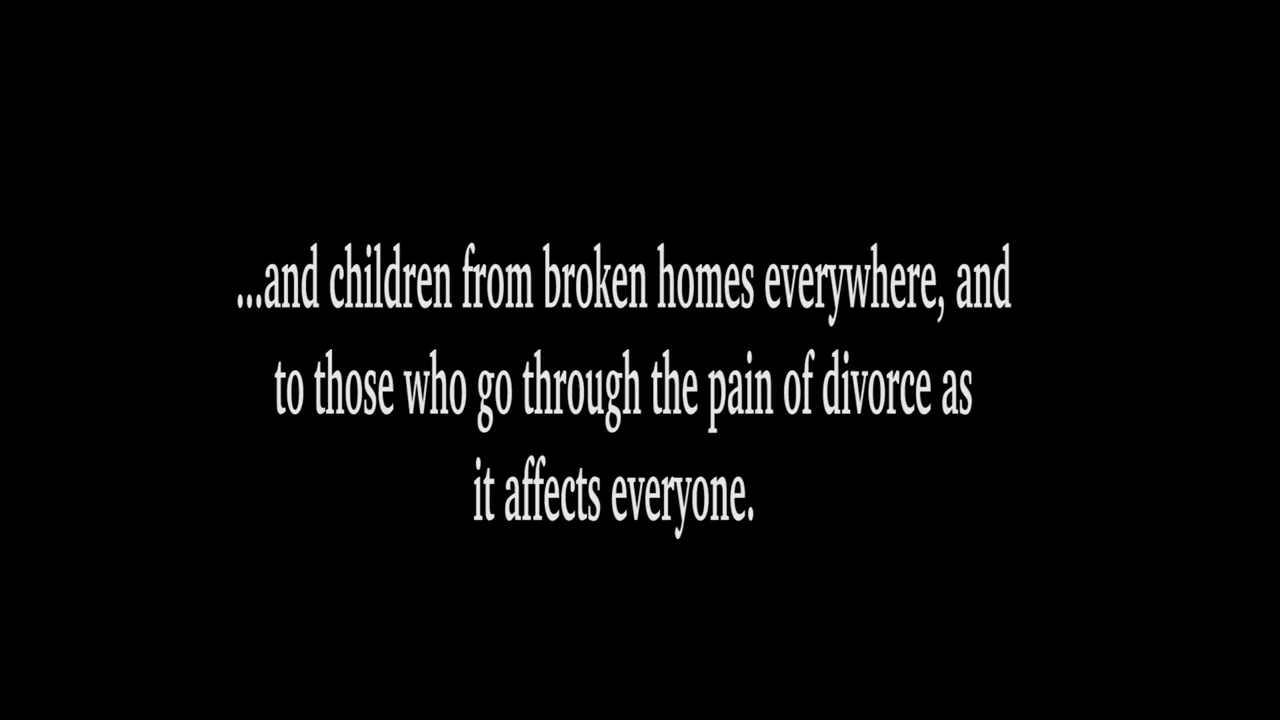 ...and children from broken homes everywhere, and
to those who go through the pain of divorce as
it affects everyone.